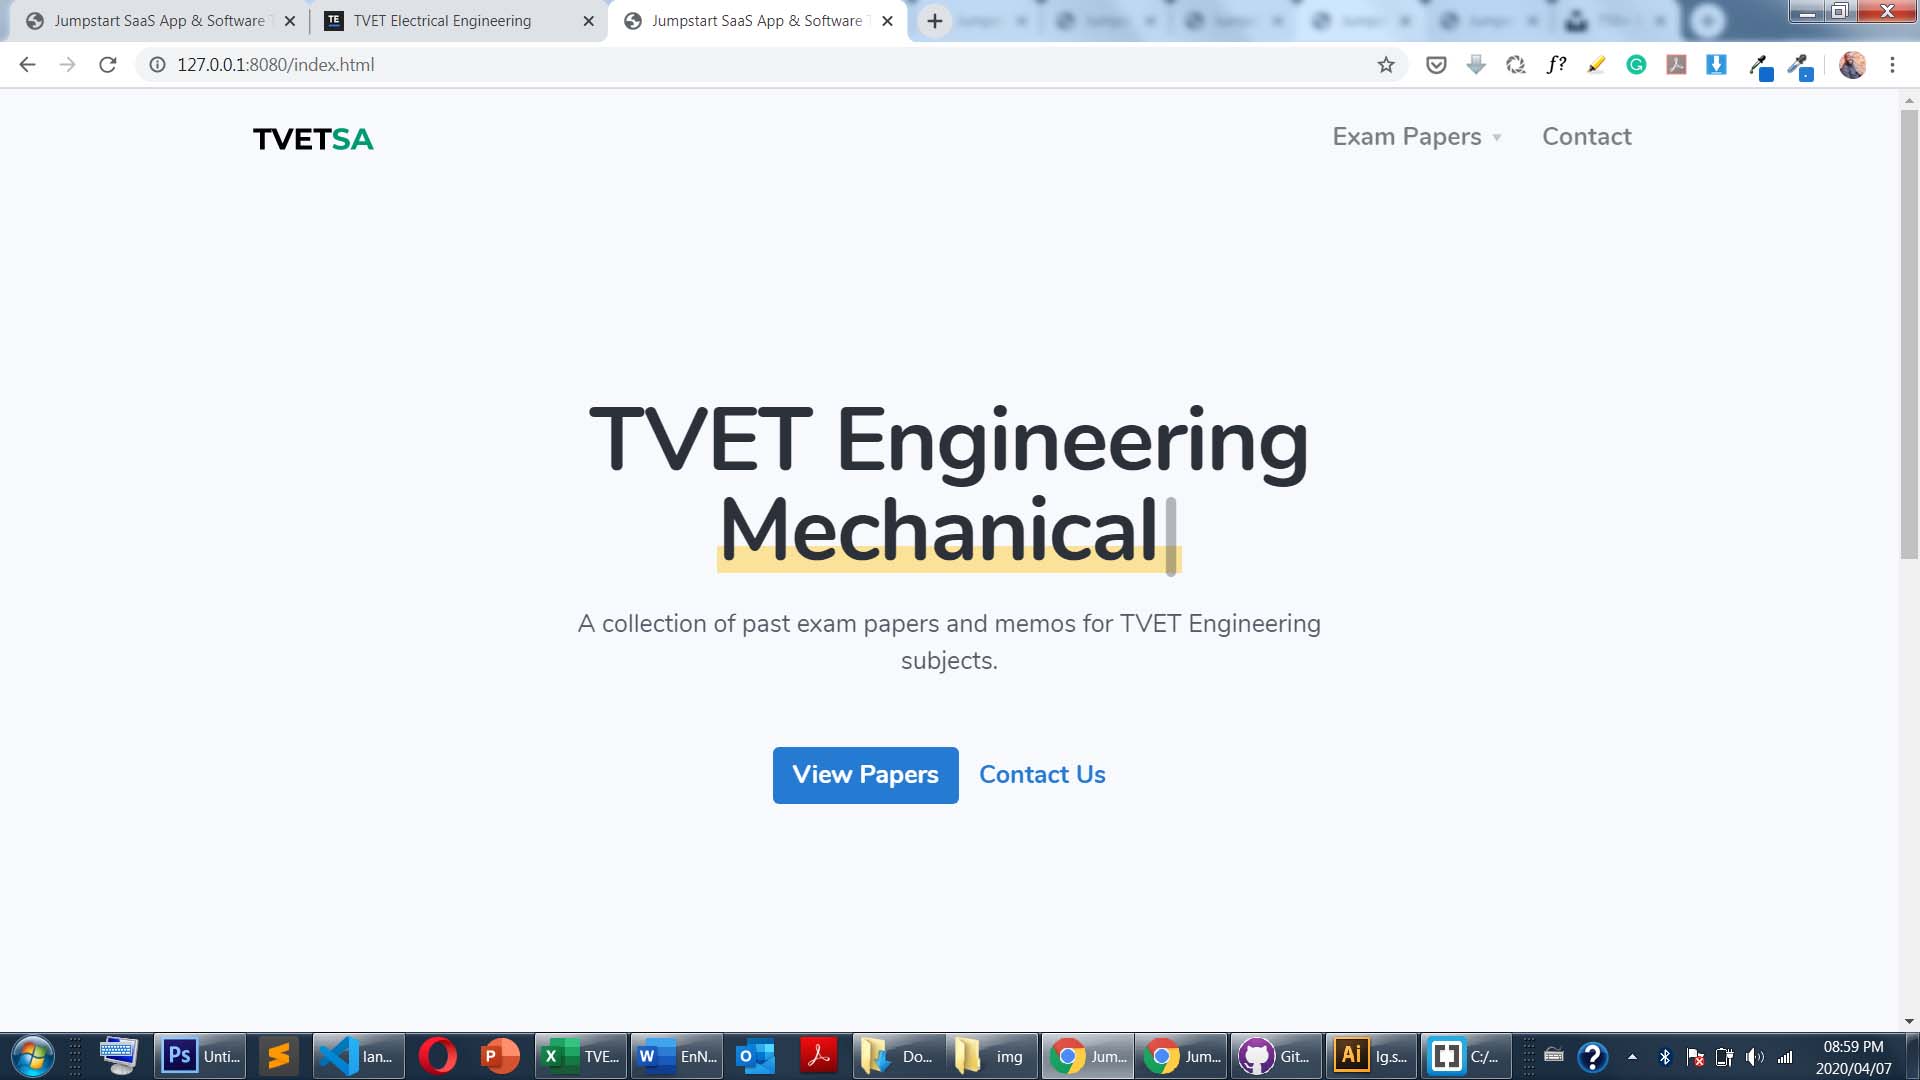 Jumpstart SaaS App & Software
TVET Electrical Engineering
Jumpstart SaaS App & Software
127.0.0.1:8080/index.html
f?
TVETSA
Exam Papers
Contact
TVET Engineering
Mechanical
A collection of past exam papers and memos for TVET Engineering
subjects.
View Papers
Contact Us
Ps Unti...
lan...
TVE...
EnN...
Do...
img
Jum...
Jum...
Git...
Ai lg.s...
C:/...
08:59 PM
2020/04/07